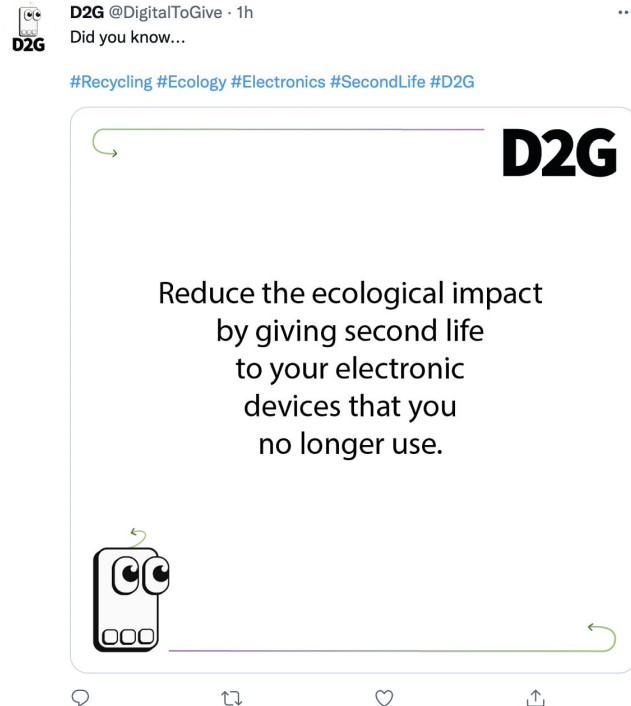 D2G @DigitalToGive · 1h
Did you know...
D2G
#Recycling #Ecology #Electronics #SecondLife #D2G
D2G
Reduce the ecological impact
by giving second life
to your electronic
devices that you
no longer use.